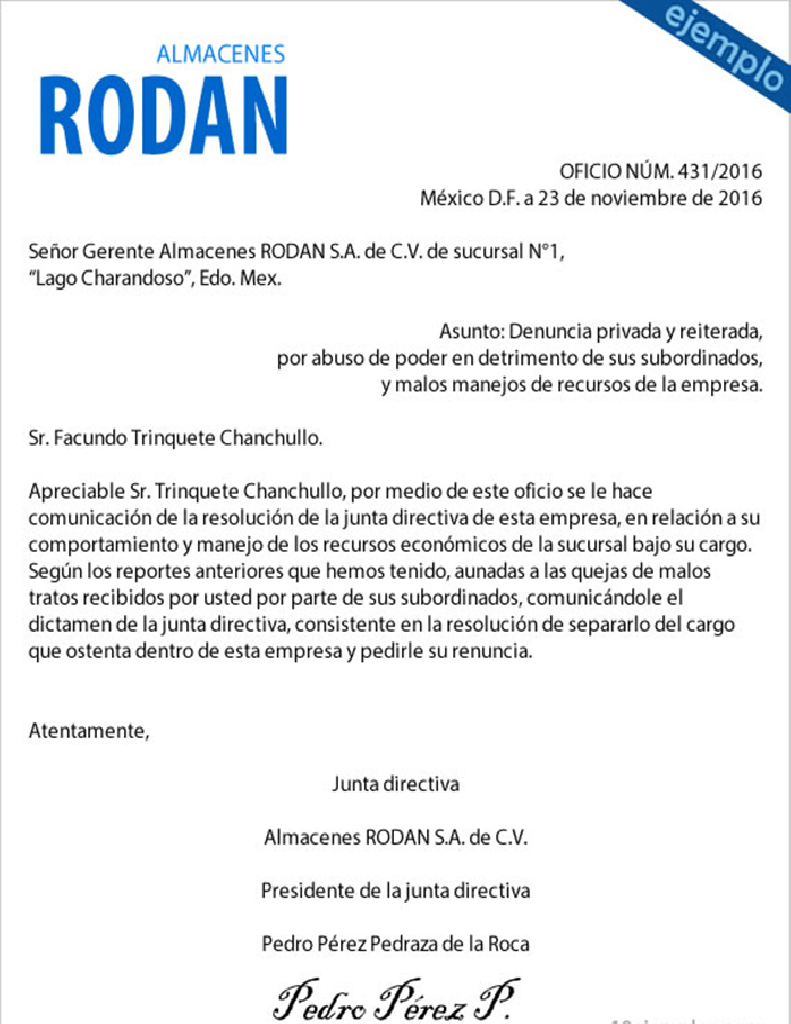 ejemplo
ALMACENES
RODAN
OFICIO NÚM. 431/2016
México D.F. a 23 de noviembre de 2016
Señor Gerente Almacenes RODAN S.A. de C.V. de sucursal N°1,
“Lago Charandoso”, Edo. Mex.
Asunto: Denuncia privada y reiterada,
por abuso de poder en detrimento de sus subordinados,
y malos manejos de recursos de la empresa.
Sr. Facundo Trinquete Chanchullo.
Apreciable Sr. Trinquete Chanchullo, por medio de este oficio se le hace
comunicación de la resolución de la junta directiva de esta empresa, en relación a su
comportamiento y manejo de los recursos económicos de la sucursal bajo su cargo.
Según los reportes anteriores que hemos tenido, aunadas a las quejas de malos
tratos recibidos por usted por parte de sus subordinados, comunicándole el
dictamen de la junta directiva, consistente en la resolución de separarlo del cargo
que ostenta dentro de esta empresa y pedirle su renuncia.
Atentamente,
Junta directiva
Almacenes RODAN S.A. de C.V.
Presidente de la junta directiva
Pedro Pérez Pedraza de la Roca
Pedro Pérez P.